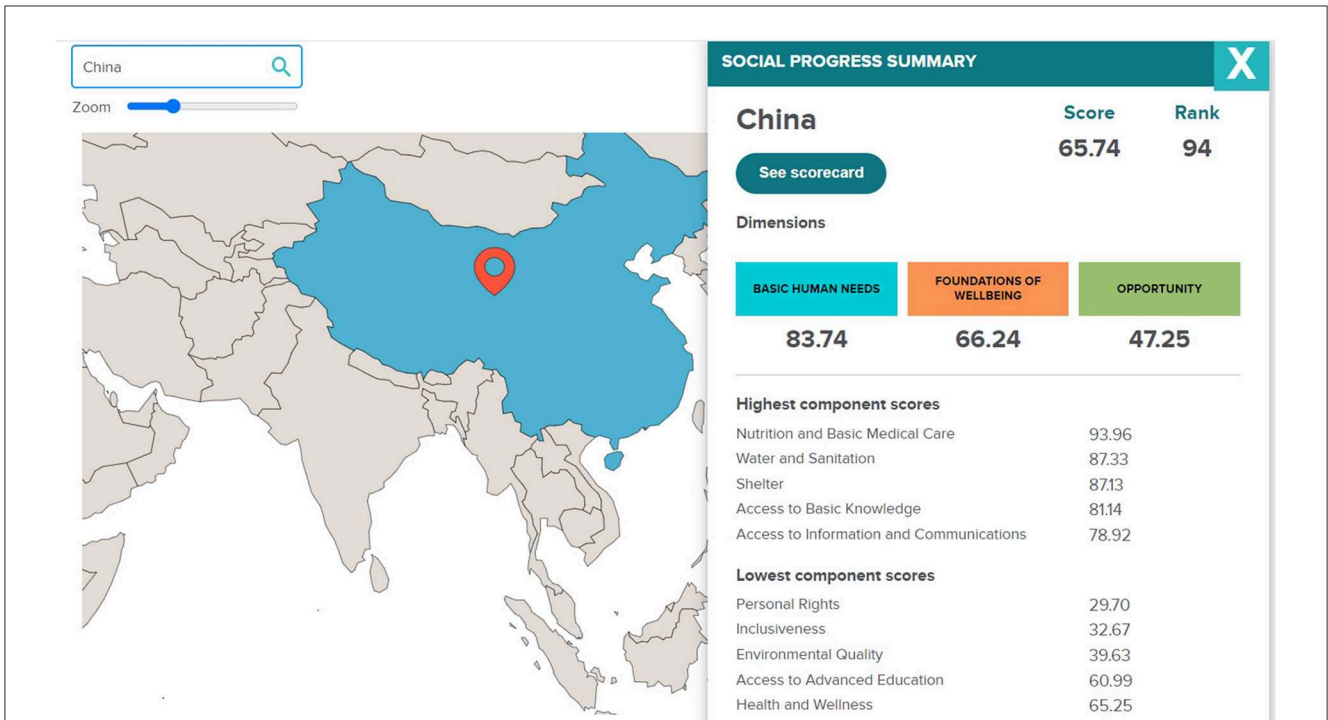 China
Zoom
SOCIAL PROGRESS SUMMARY
X
China
Score
Rank
65.74
94
See scorecard
Dimensions
BASIC HUMAN NEEDS
FOUNDATIONS OF
WELLBEING
OPPORTUNITY
83.74
66.24
47.25
Highest component scores
Nutrition and Basic Medical Care 93.96
Water and Sanitation 87.33
Shelter 87.13
Access to Basic Knowledge 81.14
Access to Information and Communications 78.92
Lowest component scores
Personal Rights 29.70
Inclusiveness 32.67
Environmental Quality 39.63
Access to Advanced Education 60.99
Health and Wellness 65.25